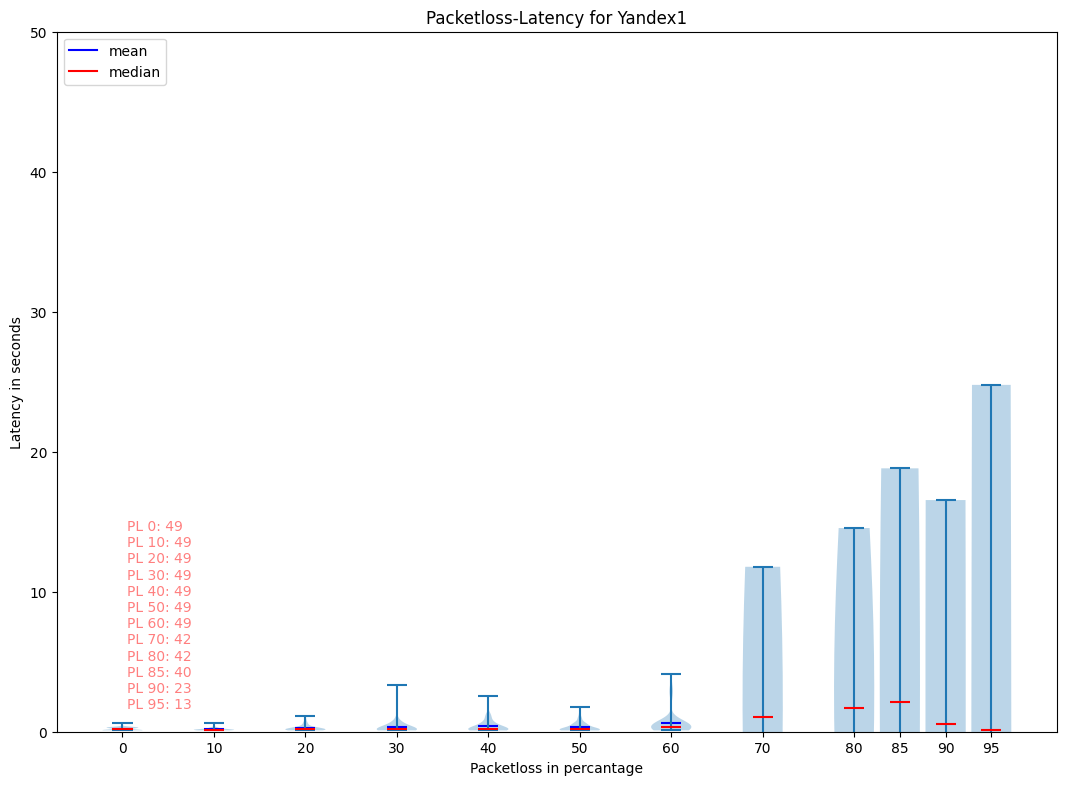 Packetloss-Latency for Yandex1
mean
median
50
40
30
20
10
0
Latency in seconds
PL 0: 49
PL 10: 49
PL 20: 49
PL 30: 49
PL 40: 49
PL 50: 49
PL 60: 49
PL 70: 42
PL 80: 42
PL 85: 40
PL 90: 23
PL 95: 13
0 10 20 30 40 50 60 70 80 85 90 95
Packetloss in percantage